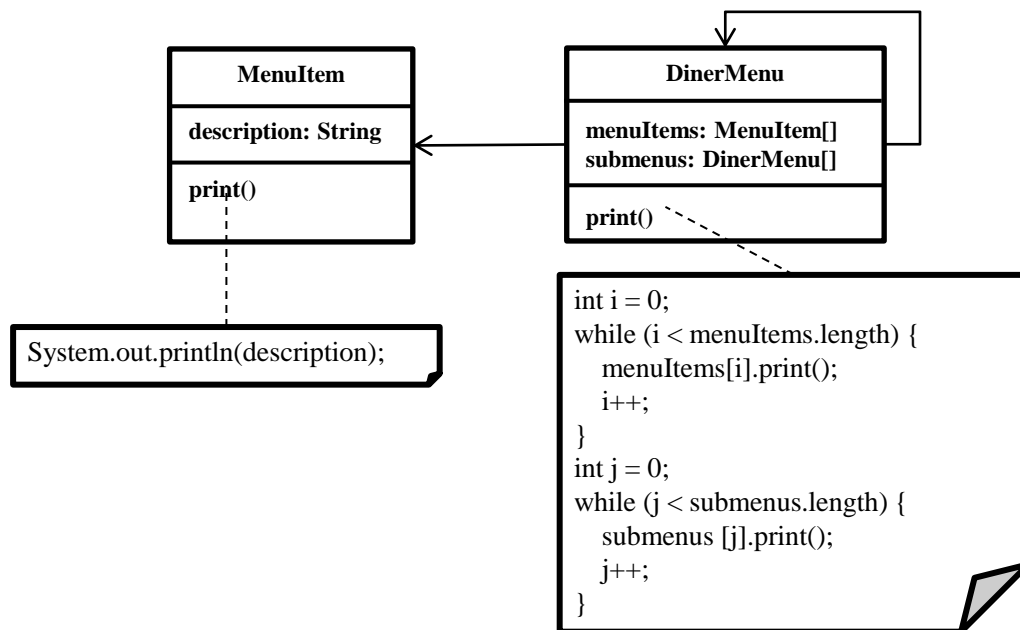 MenuItem
description: String
print()
DinerMenu
menuItems: MenuItem[]
submenus: DinerMenu[]
print()
System.out.println(description);
int i = 0;
while (i < menuItems.length) {
menuItems[i].print();
i++;
}
int j = 0;
while (j < submenus.length) {
submenus [j].print();
j++;
}